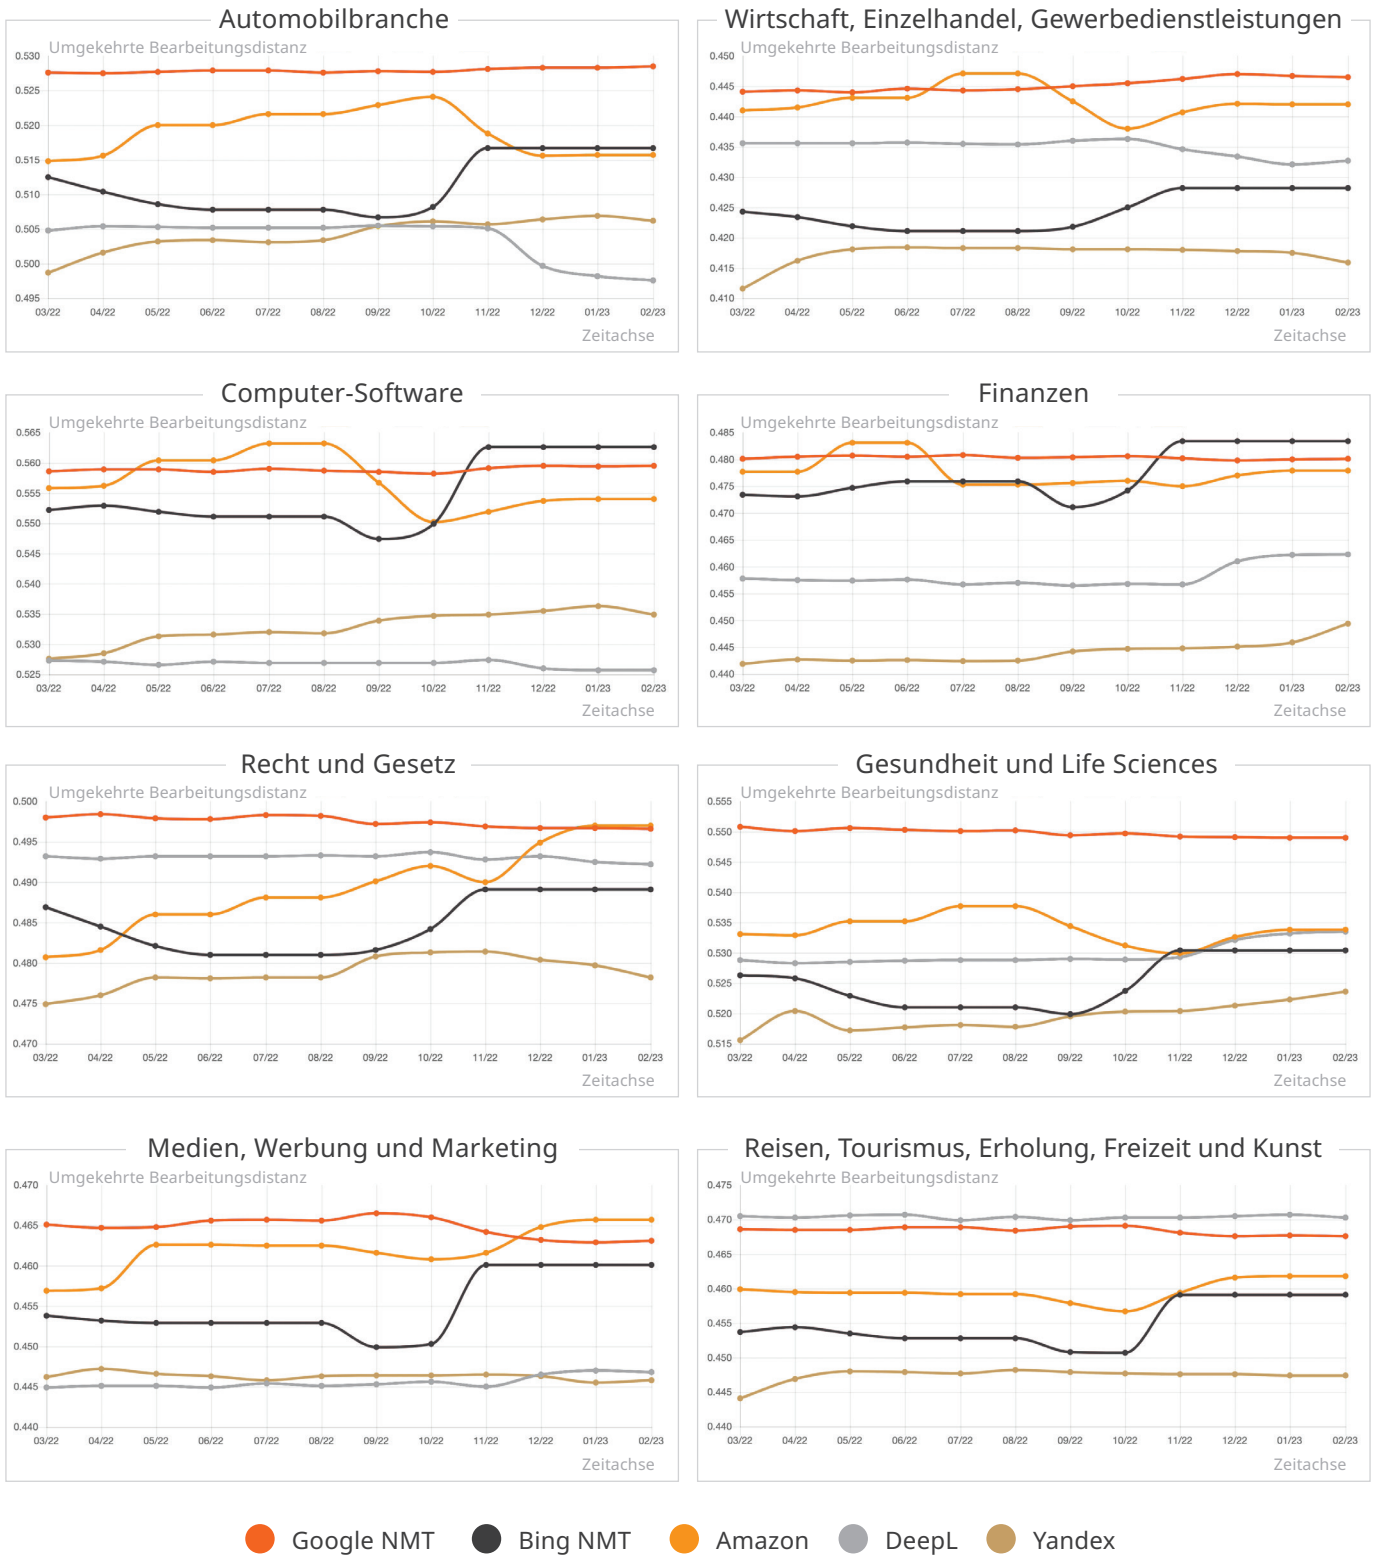 Automobilbranche
Umgekehrte Bearbeitungsdistanz
0.530
0.525
0.520
0.515
0.510
0.505
0.500
0.495
03/22 04/22 05/22 06/22 07/22 08/22 09/22 10/22 11/22 12/22 01/23 02/23
Zeitachse
Wirtschaft, Einzelhandel, Gewerbedienstleistungen
Umgekehrte Bearbeitungsdistanz
0.450
0.445
0.440
0.435
0.430
0.425
0.420
0.415
0.410
03/22 04/22 05/22 06/22 07/22 08/22 09/22 10/22 11/22 12/22 01/23 02/23
Zeitachse
Computer-Software
Umgekehrte Bearbeitungsdistanz
0.565
0.560
0.555
0.550
0.545
0.540
0.535
0.530
0.525
03/22 04/22 05/22 06/22 07/22 08/22 09/22 10/22 11/22 12/22 01/23 02/23
Zeitachse
Finanzen
Umgekehrte Bearbeitungsdistanz
0.485
0.480
0.475
0.470
0.465
0.460
0.455
0.450
0.445
0.440
03/22 04/22 05/22 06/22 07/22 08/22 09/22 10/22 11/22 12/22 01/23 02/23
Zeitachse
Recht und Gesetz
Umgekehrte Bearbeitungsdistanz
0.500
0.495
0.490
0.485
0.480
0.475
0.470
03/22 04/22 05/22 06/22 07/22 08/22 09/22 10/22 11/22 12/22 01/23 02/23
Zeitachse
Gesundheit und Life Sciences
Umgekehrte Bearbeitungsdistanz
0.555
0.550
0.545
0.540
0.535
0.530
0.525
0.520
0.515
03/22 04/22 05/22 06/22 07/22 08/22 09/22 10/22 11/22 12/22 01/23 02/23
Zeitachse
Medien, Werbung und Marketing
Umgekehrte Bearbeitungsdistanz
0.470
0.465
0.460
0.455
0.450
0.445
0.440
03/22 04/22 05/22 06/22 07/22 08/22 09/22 10/22 11/22 12/22 01/23 02/23
Zeitachse
Reisen, Tourismus, Erholung, Freizeit und Kunst
Umgekehrte Bearbeitungsdistanz
0.475
0.470
0.465
0.460
0.455
0.450
0.445
0.440
03/22 04/22 05/22 06/22 07/22 08/22 09/22 10/22 11/22 12/22 01/23 02/23
Zeitachse
Google NMT Bing NMT Amazon DeepL Yandex